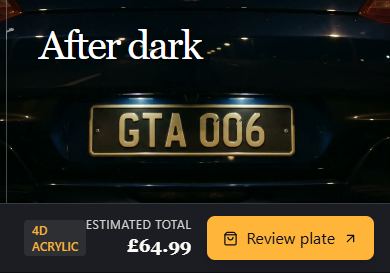 After dark
GTA 006
4D
ACRYLIC
ESTIMATED TOTAL
£64.99
Review plate